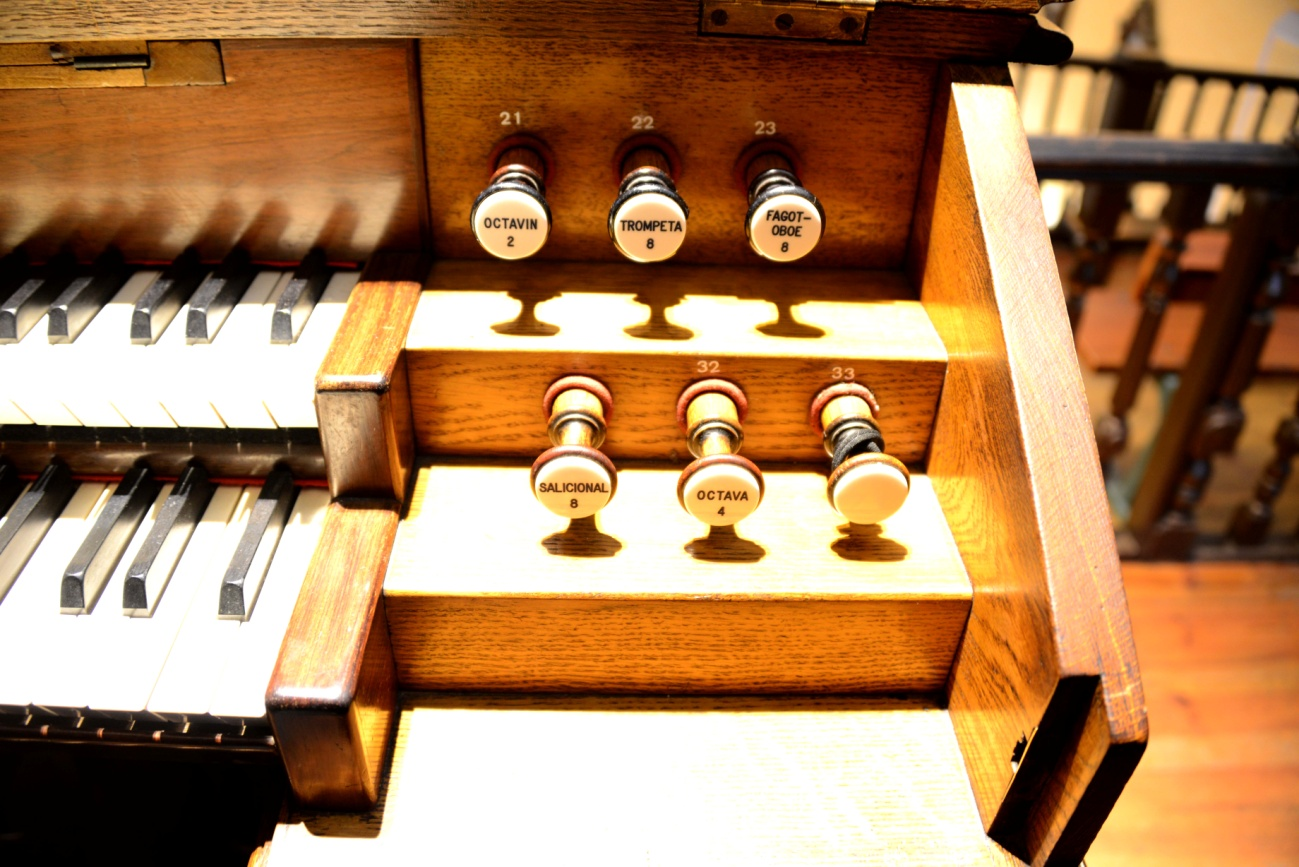 21 22 23
OCTAVIN
2
TROMPETA
8
FAGOT-
OBOE
8
32 33
SALICIONAL
8
OCTAVA
4